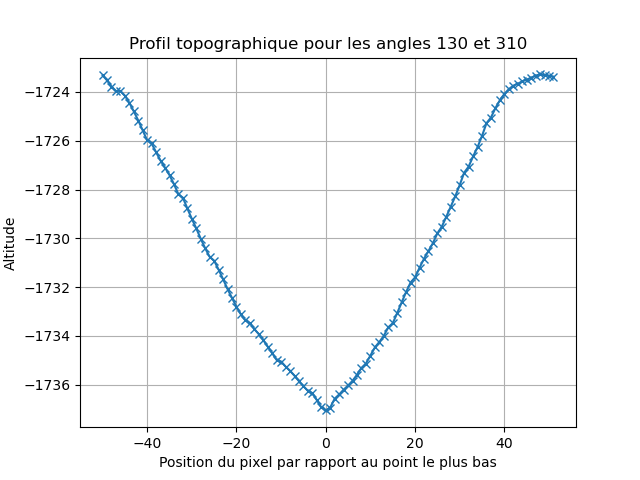 Profil topographique pour les angles 130 et 310
Altitude
−1724
−1726
−1728
−1730
−1732
−1734
−1736
−40 −20 0 20 40
Position du pixel par rapport au point le plus bas